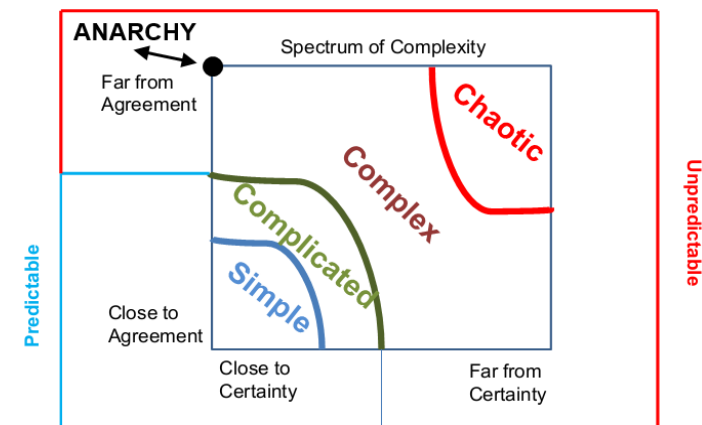 ANARCHY
Spectrum of Complexity
Far from
Agreement
Chaotic
Complex
Complicated
Simple
Predictable
Unpredictable
Close to
Agreement
Close to
Certainty
Far from
Certainty